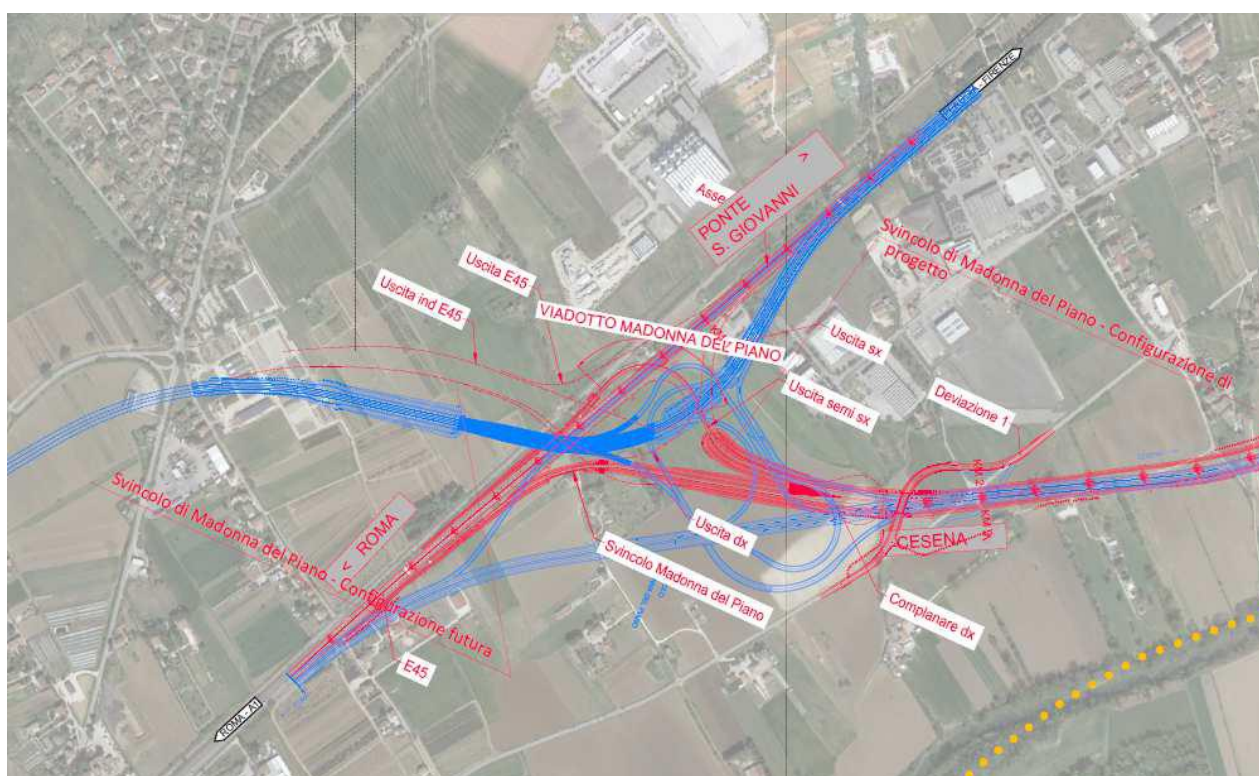 FIRENZE
Asse
PONTE
S. GIOVANNI
>
Svincolo di Madonna del Piano - Configurazione di
progetto
Uscita E45
Uscita ind E45
VIADOTTO MADONNA DEL PIANO
Uscita sx
Uscita semi sx
Deviazione 1
Svincolo di Madonna del Piano - Configurazione futura
ROMA
v
Uscita dx
CESENA
>
Svincolo Madonna del Piano
Complanare dx
E45
ROMA - A1